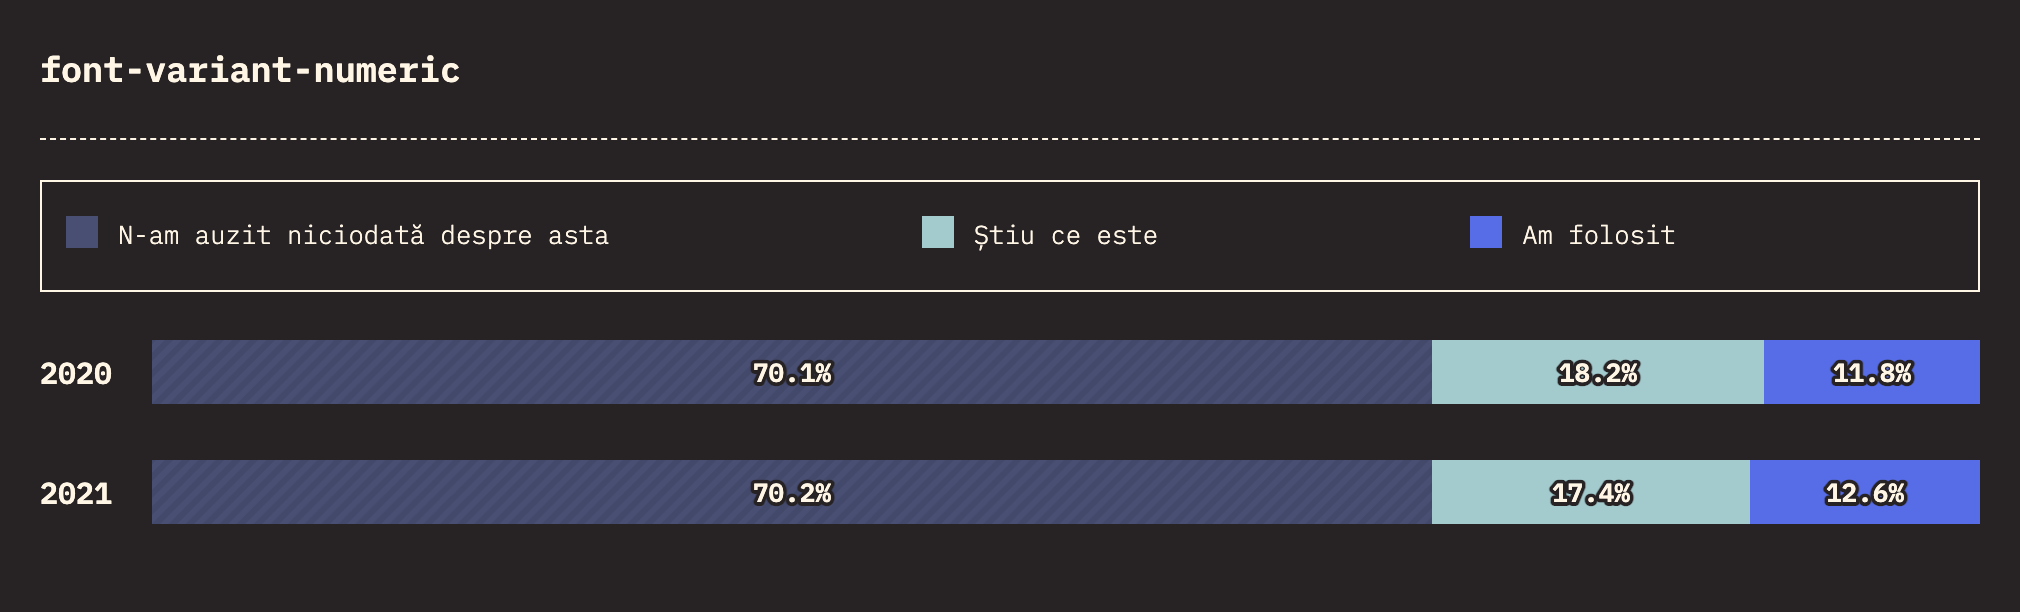 font-variant-numeric
N-am auzit niciodată despre asta
Știu ce este
Am folosit
2020 70.1% 18.2% 11.8%
2021 70.2% 17.4% 12.6%